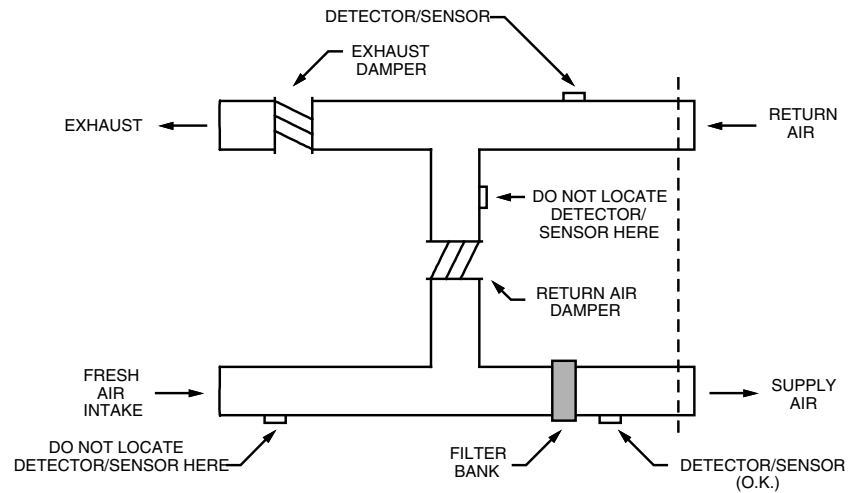 DETECTOR/SENSOR
EXHAUST
DAMPER
EXHAUST
RETURN
AIR
DO NOT LOCATE
DETECTOR/
SENSOR HERE
RETURN AIR
DAMPER
FRESH
AIR
INTAKE
SUPPLY
AIR
DO NOT LOCATE
DETECTOR/SENSOR HERE
FILTER
BANK
DETECTOR/SENSOR
(O.K.)